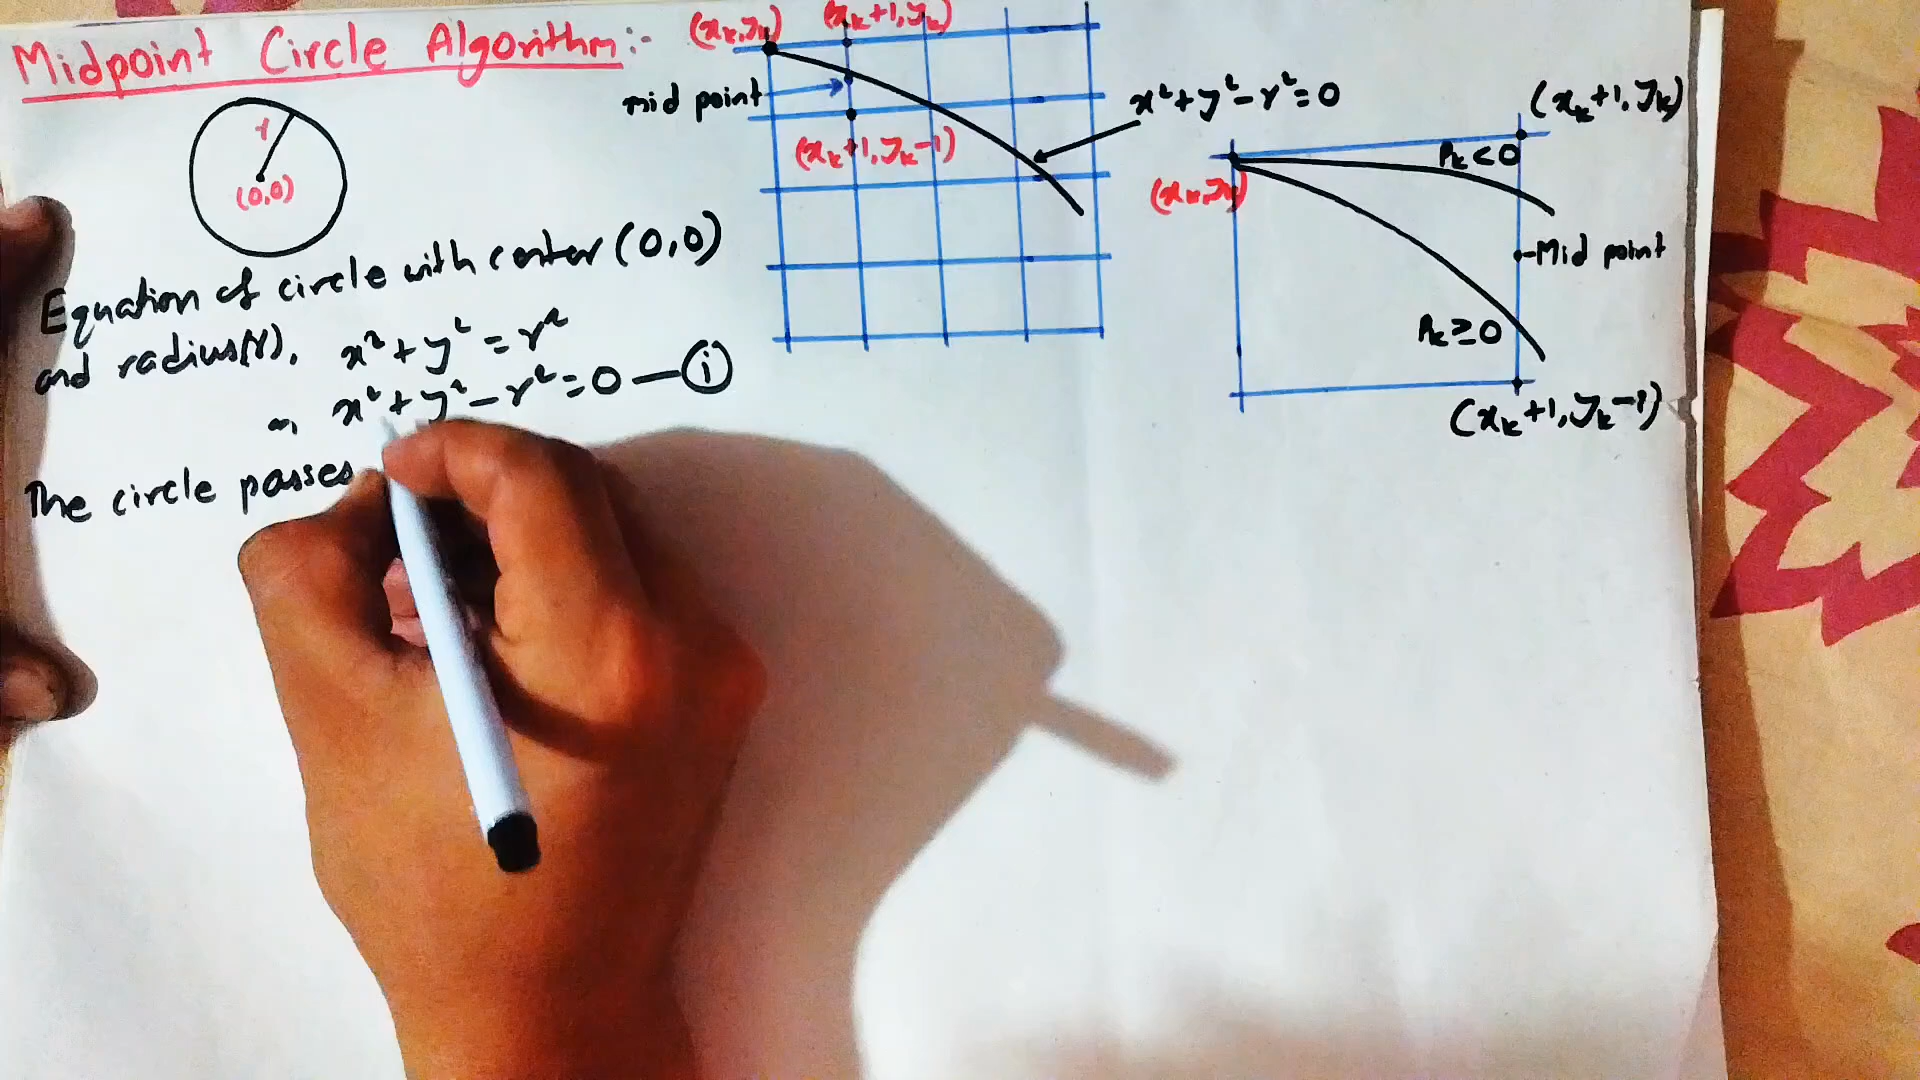 Midpoint Circle Algorithm:-
r
(0,0)
Equation of circle with center (0,0)
and radius(r), x² + y² = r²
x² + y² - r² = 0 — (i)
The circle passes
(xₖ,yₖ)
(xₖ+1,yₖ)
mid point
(xₖ+1,yₖ-1)
x²+y²-r²=0
(xₖ+1,yₖ)
Pₖ<0
(xₖ,yₖ)
Mid point
Pₖ≥0
(xₖ+1,yₖ-1)